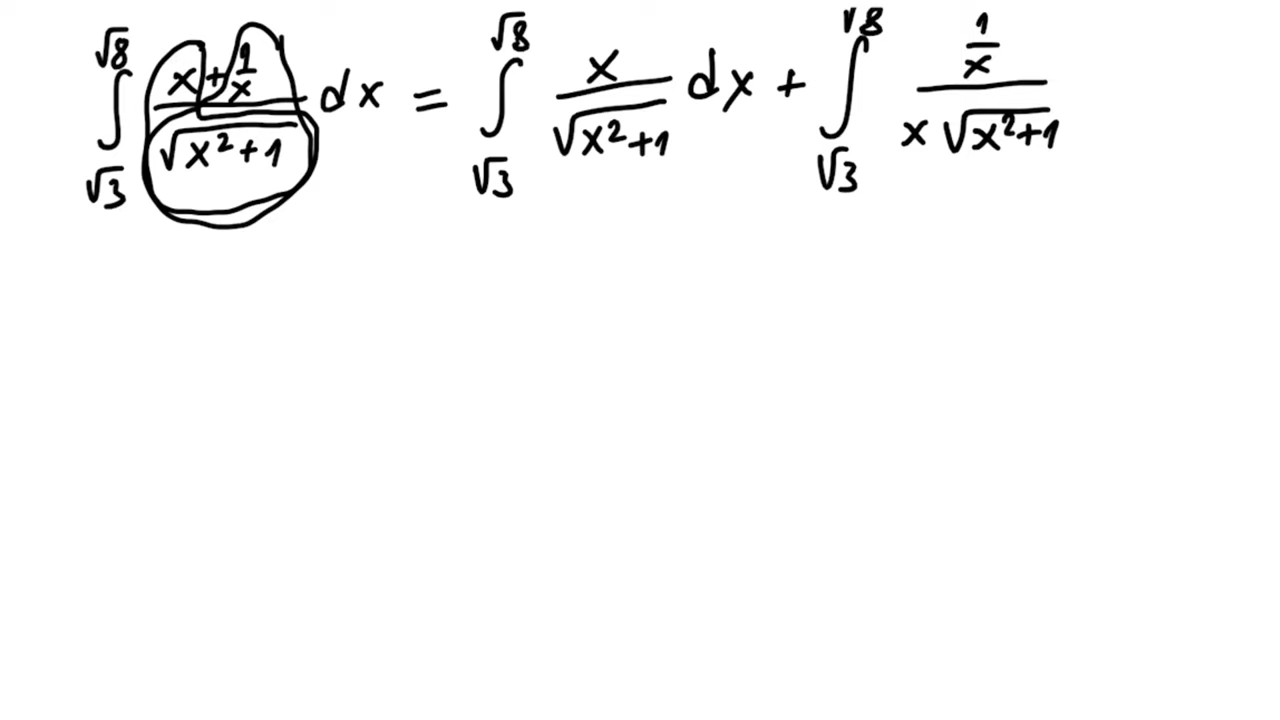 ∫_{√3}^{√8} (x + 1/x)/√(x² + 1) dx = ∫_{√3}^{√8} x/√(x² + 1) dx + ∫_{√3}^{√8} (1/x)/(x √(x² + 1))